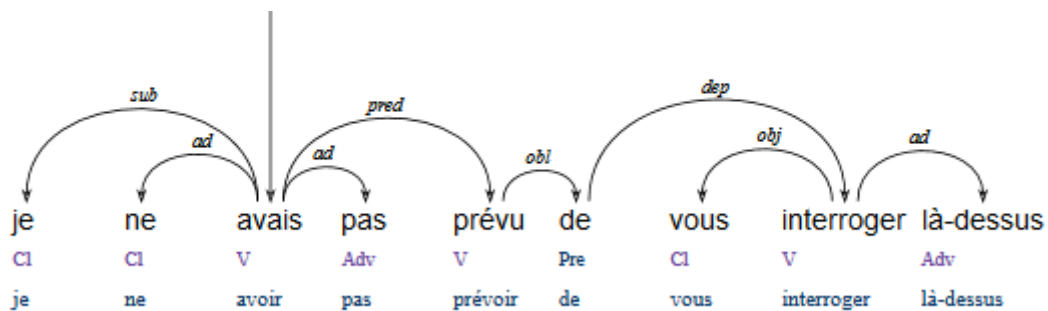 dep
sub pred
ad ad obl obj ad
je ne avais pas prévu de vous interroger là-dessus
Cl Cl V Adv V Pre Cl V Adv
je ne avoir pas prévoir de vous interroger là-dessus